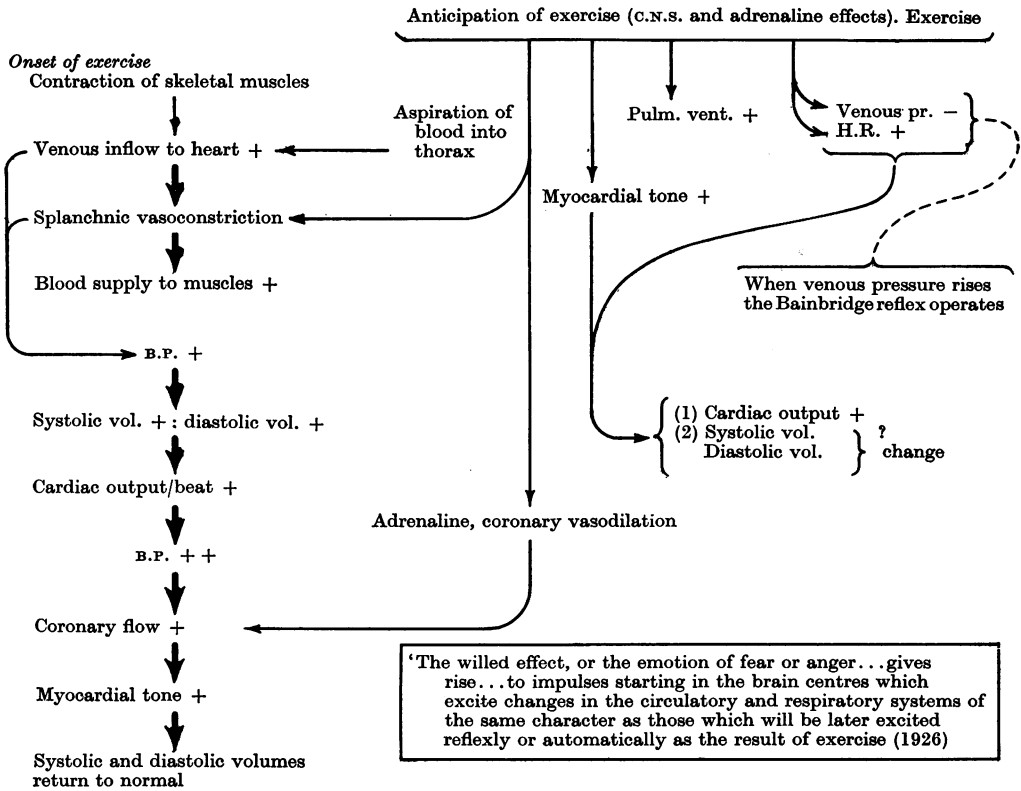 Anticipation of exercise (C.N.S. and adrenaline effects). Exercise
Onset of exercise
Contraction of skeletal muscles
Venous inflow to heart +
Splanchnic vasoconstriction
Blood supply to muscles +
B.P. +
Systolic vol. + : diastolic vol. +
Cardiac output/beat +
B.P. + +
Coronary flow +
Myocardial tone +
Systolic and diastolic volumes
return to normal
Aspiration of
blood into
thorax
Pulm. vent. +
Venous pr. −
H.R. +
Myocardial tone +
When venous pressure rises
the Bainbridge reflex operates
(1) Cardiac output +
(2) Systolic vol.
Diastolic vol.
?
change
Adrenaline, coronary vasodilation
‘The willed effect, or the emotion of fear or anger...gives
rise...to impulses starting in the brain centres which
excite changes in the circulatory and respiratory systems of
the same character as those which will be later excited
reflexly or automatically as the result of exercise (1926)